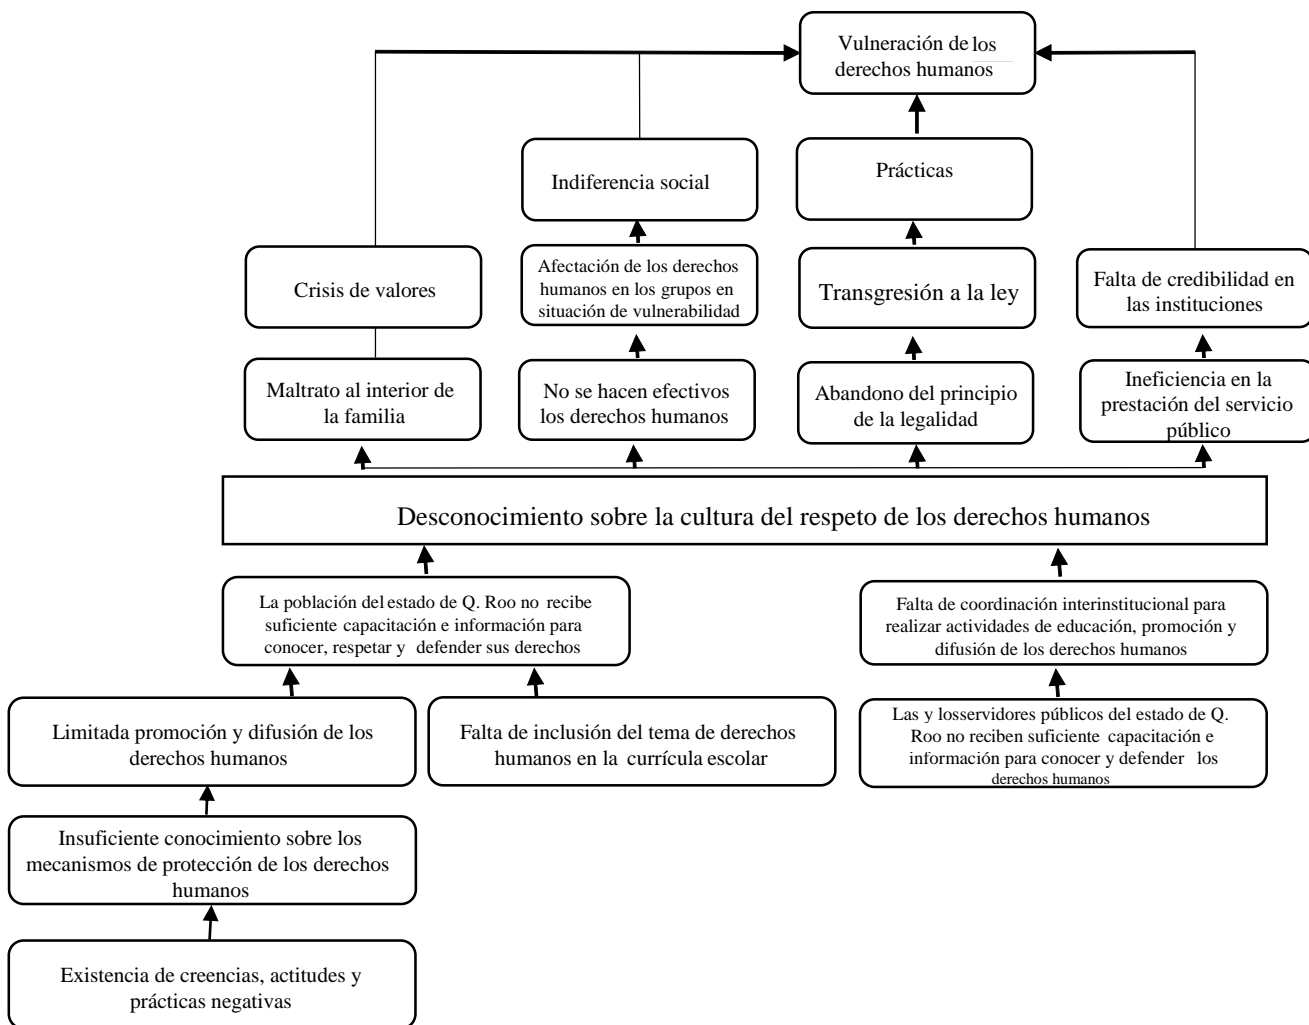 Vulneración de los
derechos humanos
Indiferencia social
Prácticas
Crisis de valores
Afectación de los derechos
humanos en los grupos en
situación de vulnerabilidad
Transgresión a la ley
Falta de credibilidad en
las instituciones
Maltrato al interior de
la familia
No se hacen efectivos
los derechos humanos
Abandono del principio
de la legalidad
Ineficiencia en la
prestación del servicio
público
Desconocimiento sobre la cultura del respeto de los derechos humanos
La población del estado de Q. Roo no recibe
suficiente capacitación e información para
conocer, respetar y defender sus derechos
Falta de coordinación interinstitucional para
realizar actividades de educación, promoción y
difusión de los derechos humanos
Limitada promoción y difusión de los
derechos humanos
Falta de inclusión del tema de derechos
humanos en la currícula escolar
Las y losservidores públicos del estado de Q.
Roo no reciben suficiente capacitación e
información para conocer y defender los
derechos humanos
Insuficiente conocimiento sobre los
mecanismos de protección de los derechos
humanos
Existencia de creencias, actitudes y
prácticas negativas